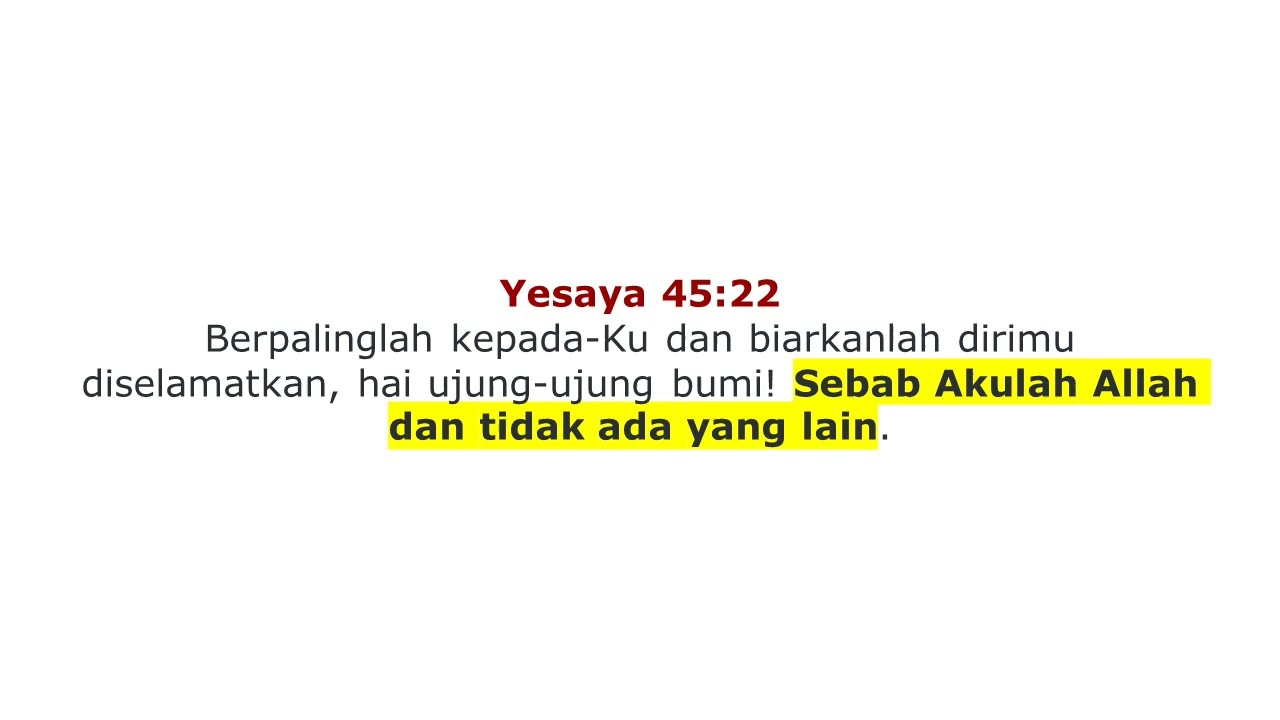 Yesaya 45:22
Berpalinglah kepada-Ku dan biarkanlah dirimu
diselamatkan, hai ujung-ujung bumi! Sebab Akulah Allah
dan tidak ada yang lain.